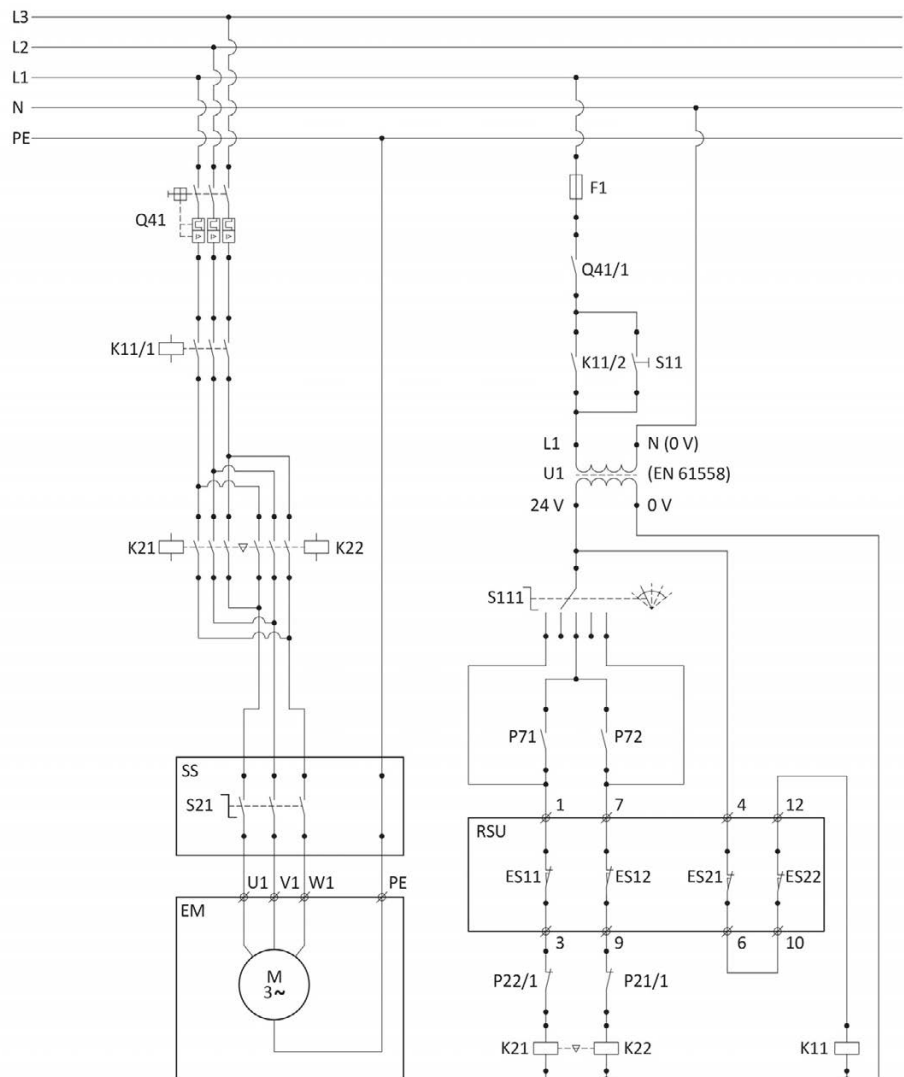 L3
L2
L1
N
PE
F1
Q41
Q41/1
K11/1
K11/2 S11
L1 N (0 V)
U1 (EN 61558)
24 V 0 V
K21 K22
S111
P71 P72
SS
S21
1 7 4 12
RSU
ES11 ES12 ES21 ES22
U1 V1 W1 PE
EM
3 9 6 10
M
3~
P22/1 P21/1
K21 K22 K11